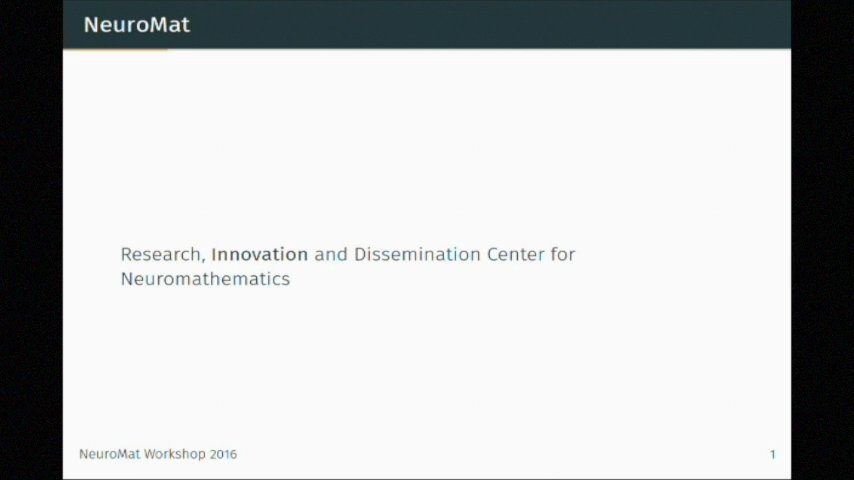 NeuroMat
Research, Innovation and Dissemination Center for
Neuromathematics
NeuroMat Workshop 2016
1